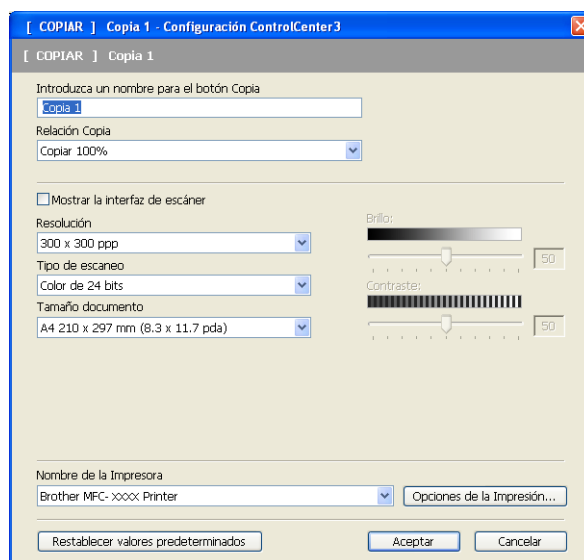 [ COPIAR ] Copia 1 - Configuración ControlCenter3
[ COPIAR ] Copia 1
Introduzca un nombre para el botón Copia
Copia 1
Relación Copia
Copiar 100%
Mostrar la interfaz de escáner
Resolución
300 x 300 ppp
Tipo de escaneo
Color de 24 bits
Tamaño documento
A4 210 x 297 mm (8.3 x 11.7 pda)
Brillo:
50
Contraste:
50
Nombre de la Impresora
Brother MFC- XXXX Printer
Opciones de la Impresión...
Restablecer valores predeterminados
Aceptar
Cancelar